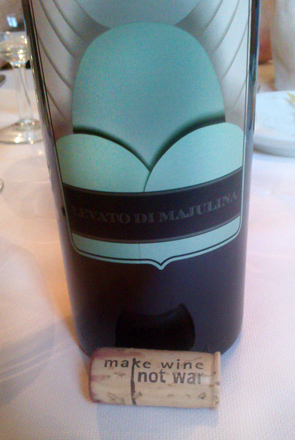 LEVATO DI MAJULINA
make wine
not war